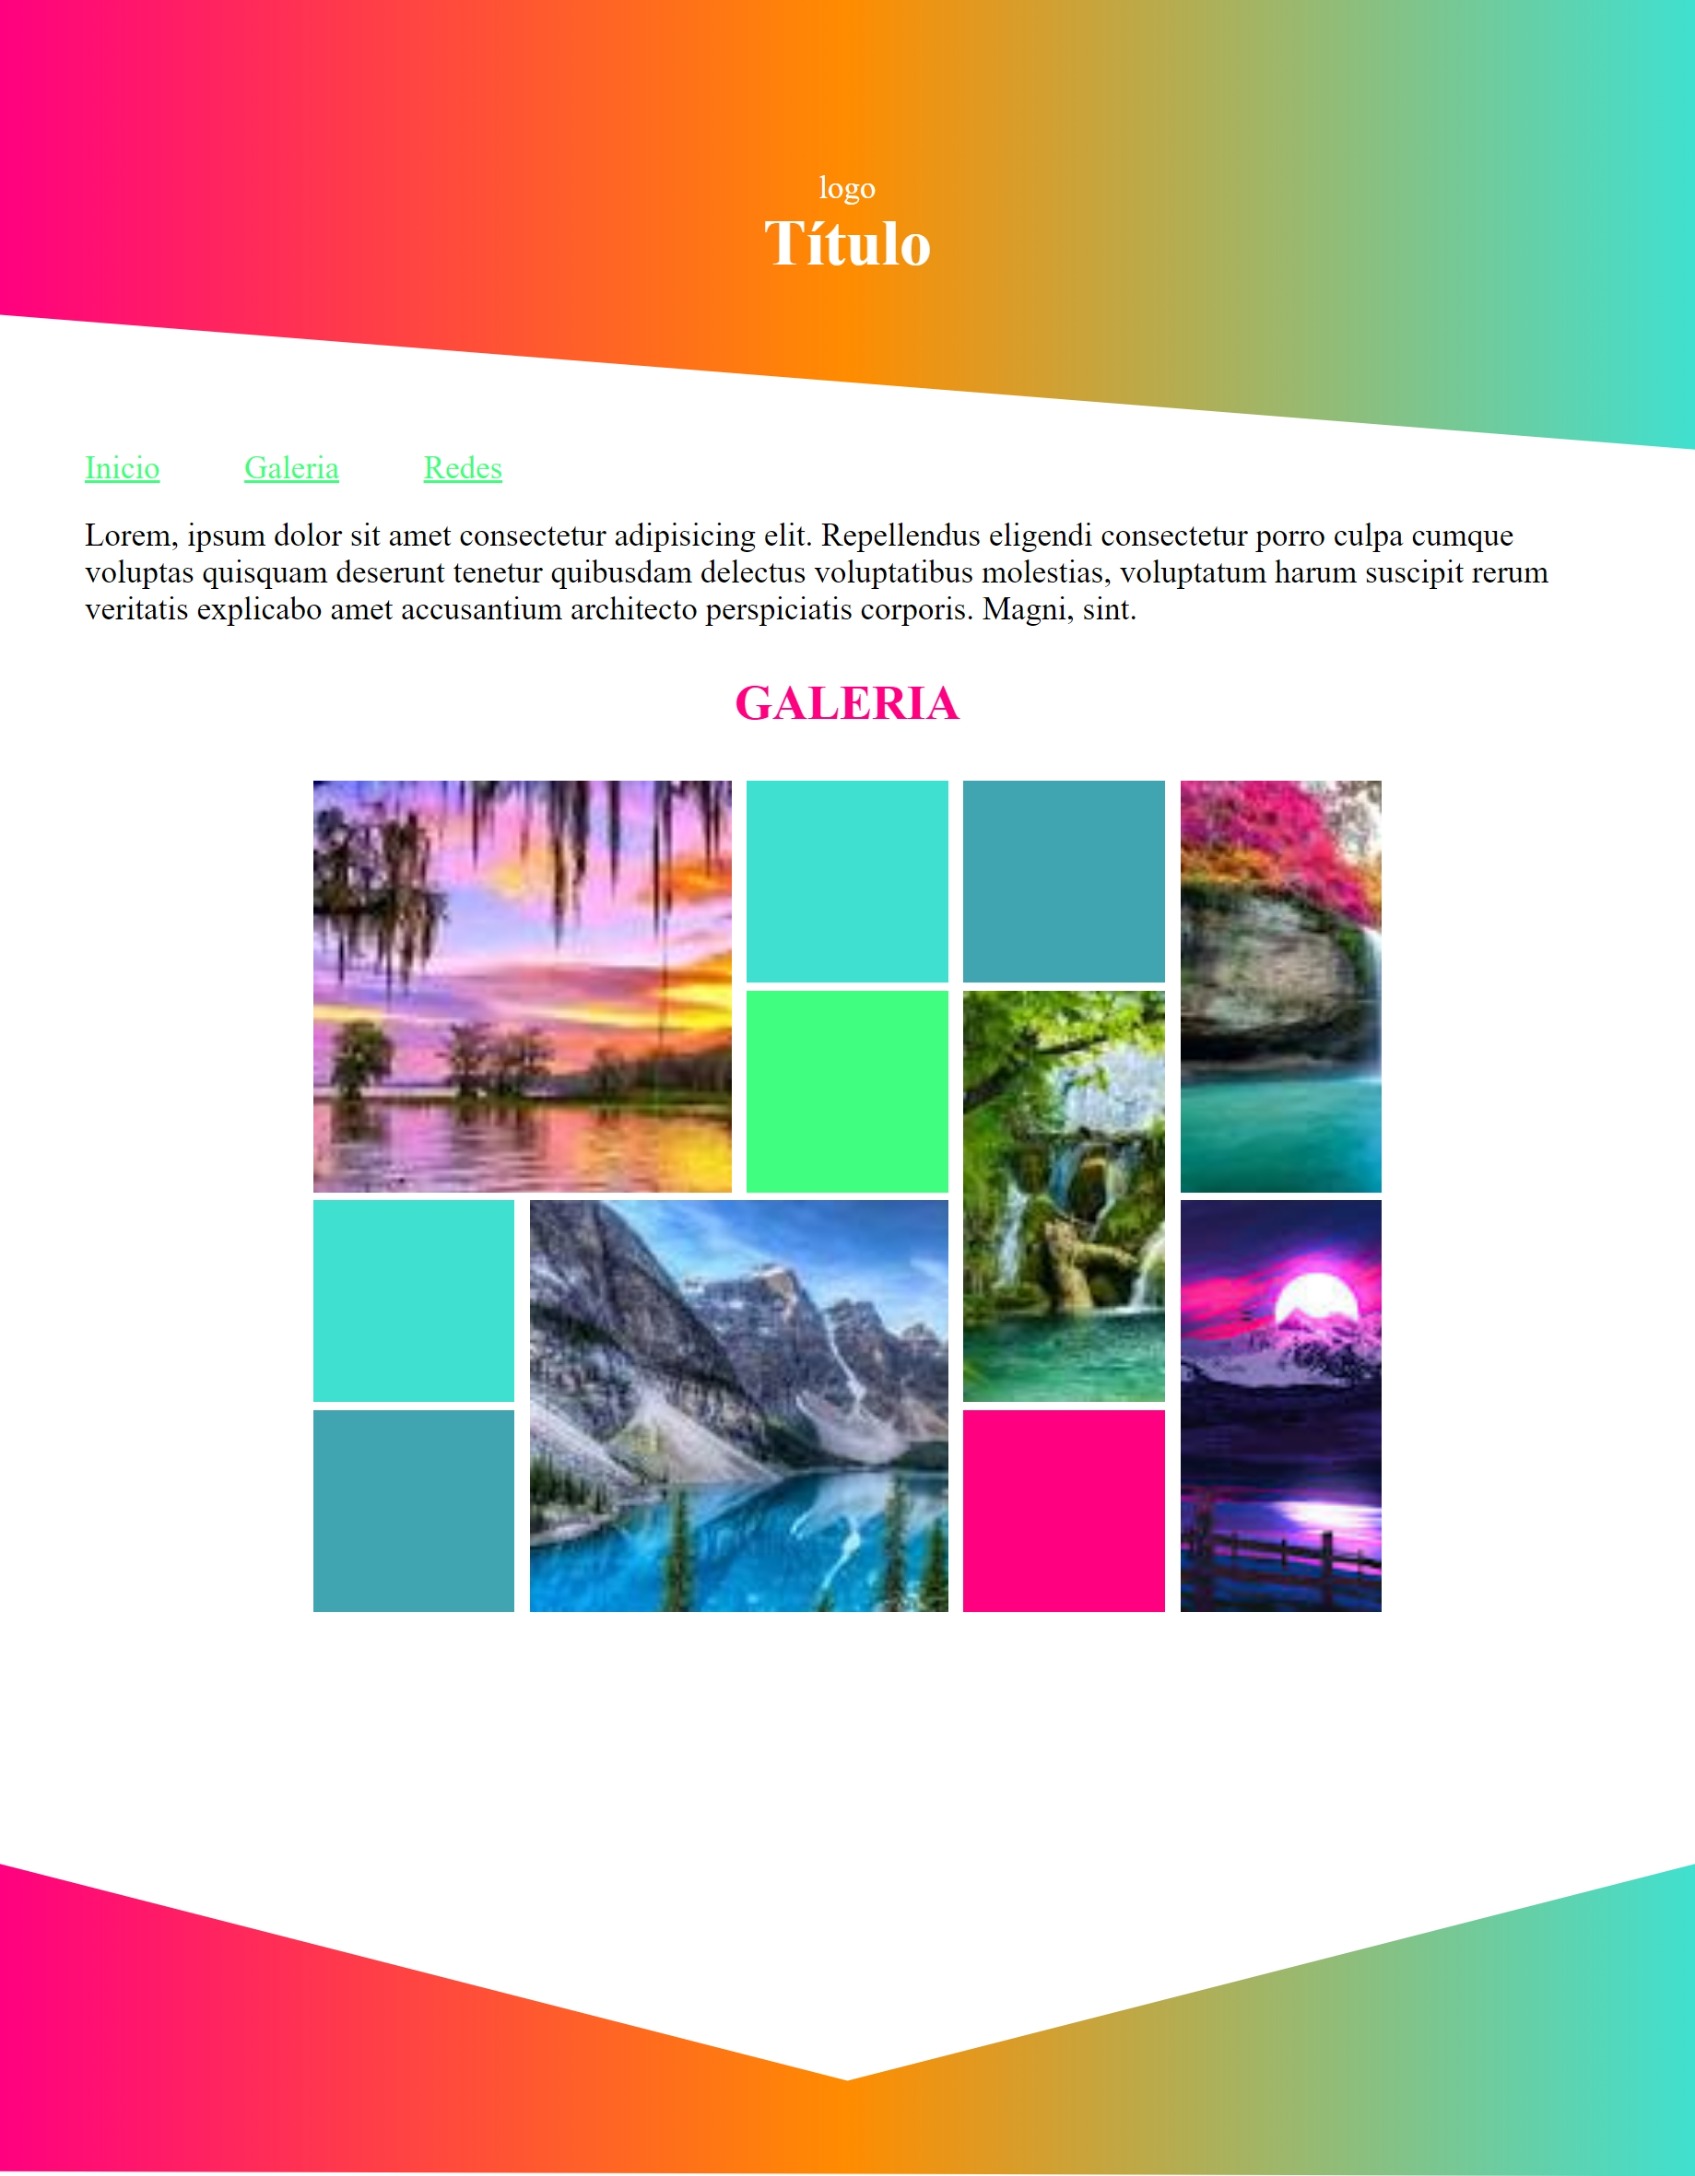 logo
Título
Inicio Galeria Redes
Lorem, ipsum dolor sit amet consectetur adipisicing elit. Repellendus eligendi consectetur porro culpa cumque
voluptas quisquam deserunt tenetur quibusdam delectus voluptatibus molestias, voluptatum harum suscipit rerum
veritatis explicabo amet accusantium architecto perspiciatis corporis. Magni, sint.
GALERIA